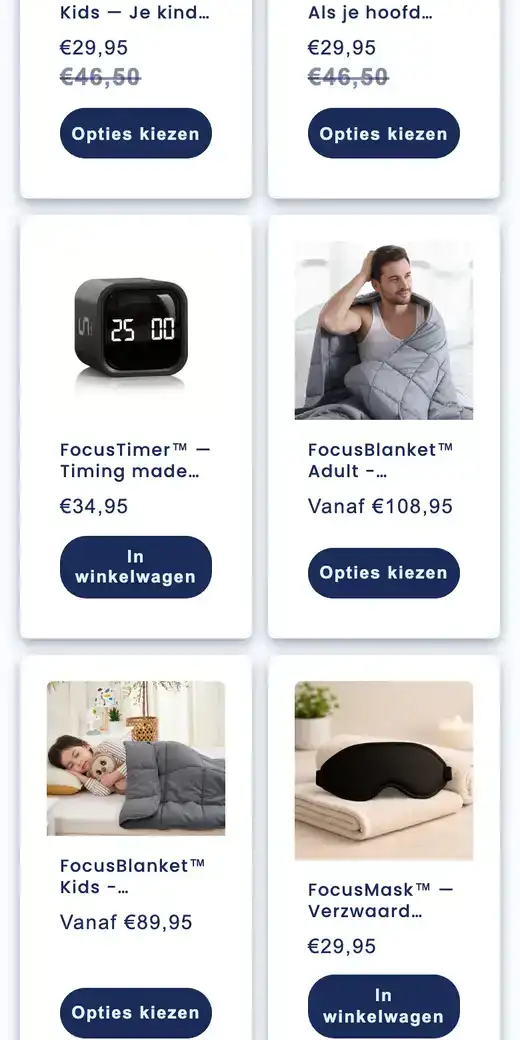 Kids — Je kind…
€29,95
€46,50
Opties kiezen
Als je hoofd…
€29,95
€46,50
Opties kiezen
25 00
FocusTimer™ —
Timing made…
€34,95
In
winkelwagen
FocusBlanket™
Adult -…
Vanaf €108,95
Opties kiezen
FocusBlanket™
Kids -…
Vanaf €89,95
Opties kiezen
FocusMask™ —
Verzwaard…
€29,95
In
winkelwagen